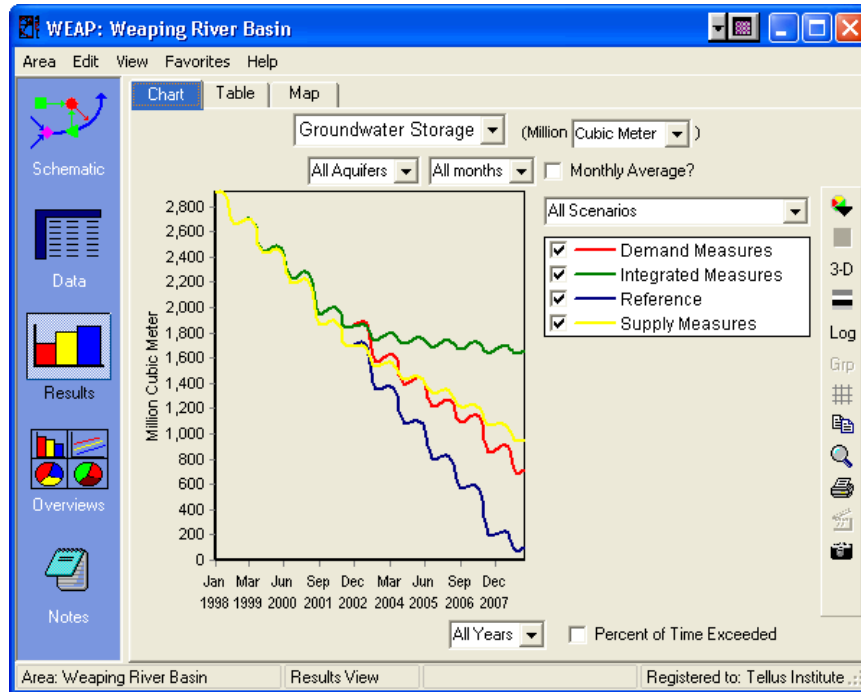 WEAP: Weaping River Basin
Area Edit View Favorites Help
Chart Table Map
Groundwater Storage (Million Cubic Meter )
All Aquifers All months Monthly Average?
All Scenarios
Demand Measures
Integrated Measures
Reference
Supply Measures
Schematic
Data
Results
Overviews
Notes
Million Cubic Meter
2,800
2,600
2,400
2,200
2,000
1,800
1,600
1,400
1,200
1,000
800
600
400
200
0
Jan Mar Jun Sep Dec Mar Jun Sep Dec
1998 1999 2000 2001 2002 2004 2005 2006 2007
3-D
Log
Grp
All Years Percent of Time Exceeded
Area: Weaping River Basin Results View Registered to: Tellus Institute